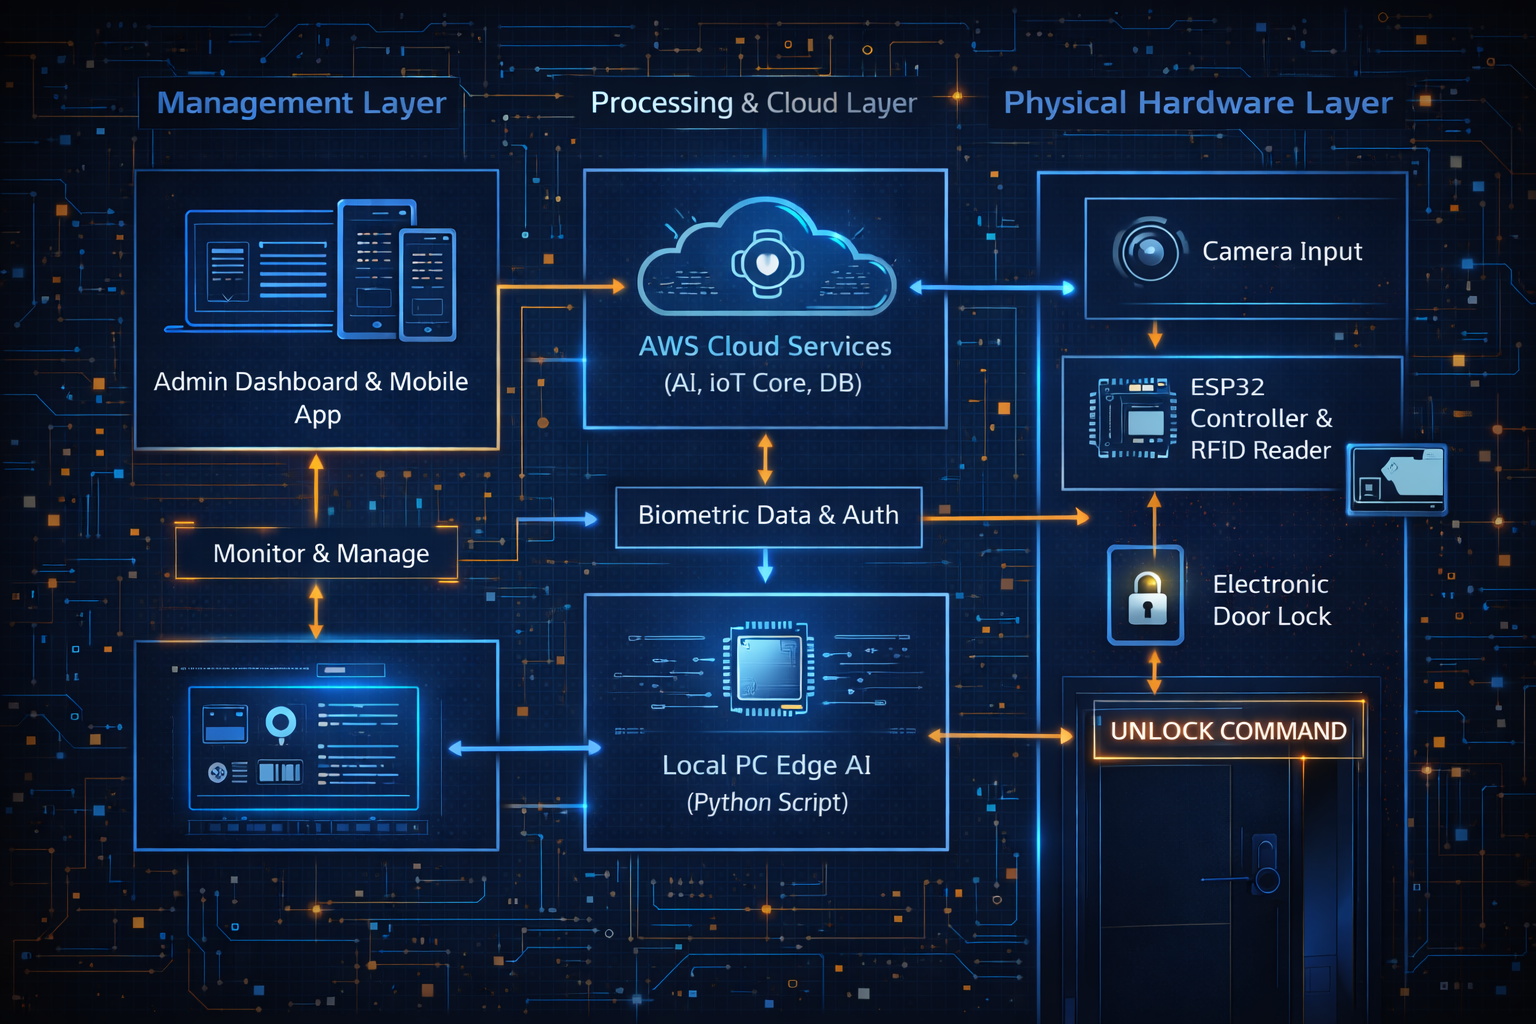 Management Layer
Processing & Cloud Layer
Physical Hardware Layer
Admin Dashboard & Mobile
App
AWS Cloud Services
(AI, ioT Core, DB)
Camera Input
ESP32
Controller &
RFID Reader
Monitor & Manage
Biometric Data & Auth
Electronic
Door Lock
UNLOCK COMMAND
Local PC Edge AI
(Python Script)